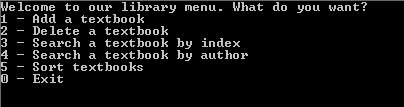 Welcome to our library menu. What do you want?
1 - Add a textbook
2 - Delete a textbook
3 - Search a textbook by index
4 - Search a textbook by author
5 - Sort textbooks
0 - Exit